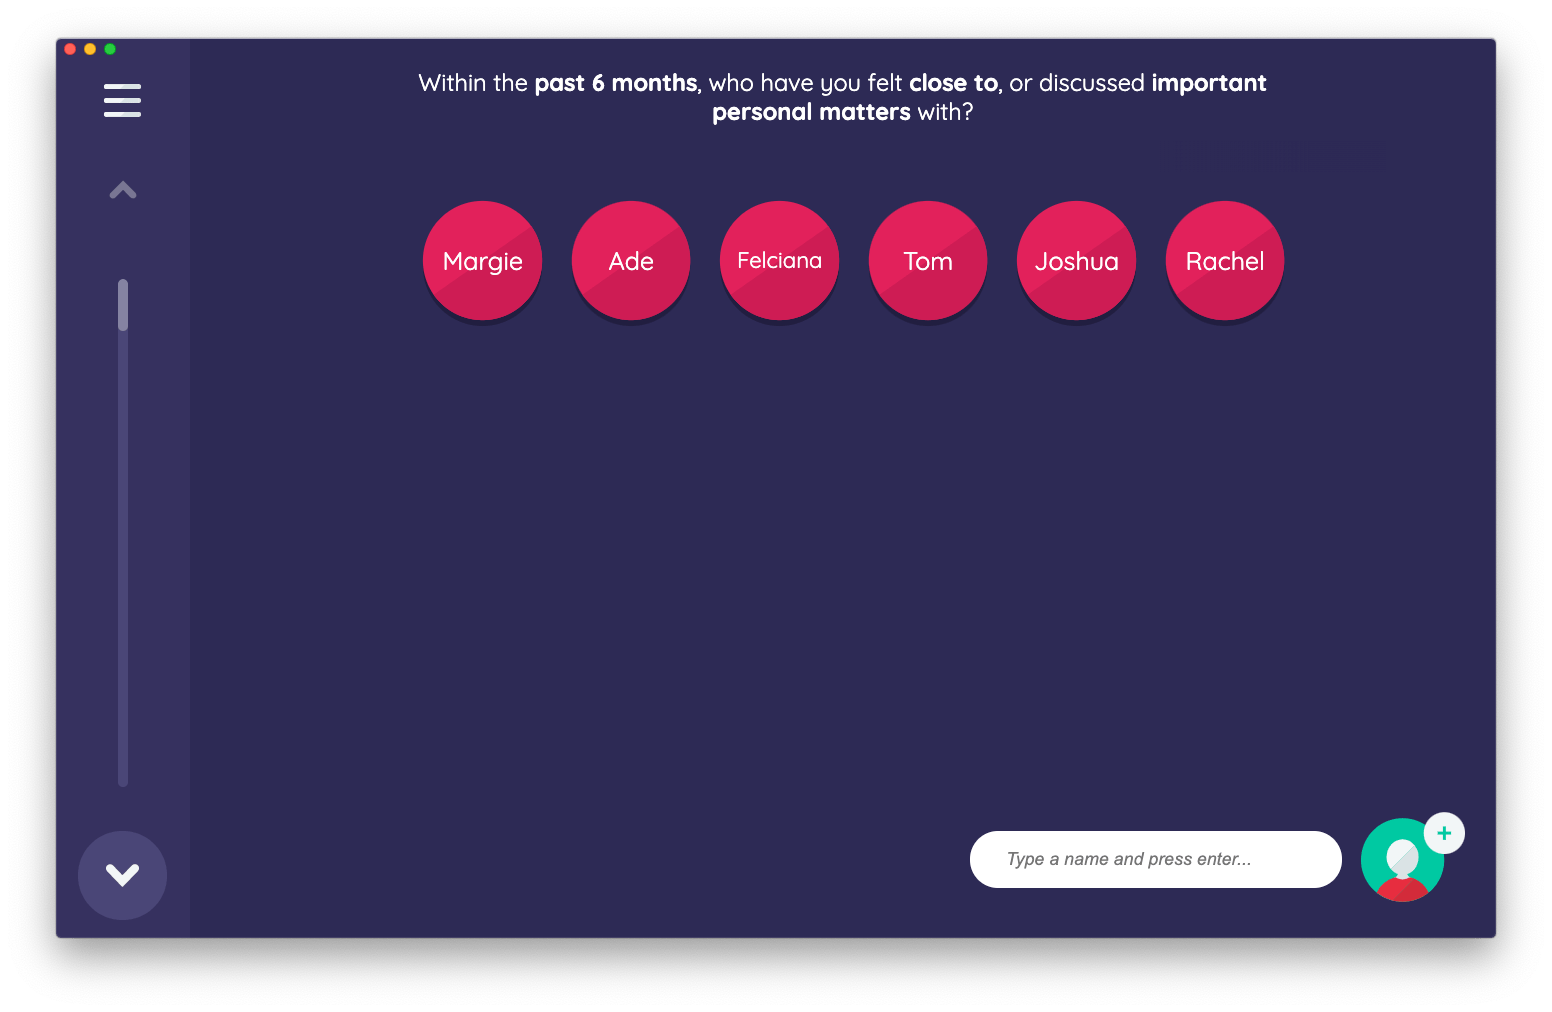 Within the past 6 months, who have you felt close to, or discussed important
personal matters with?
Margie Ade Felciana Tom Joshua Rachel
Type a name and press enter...